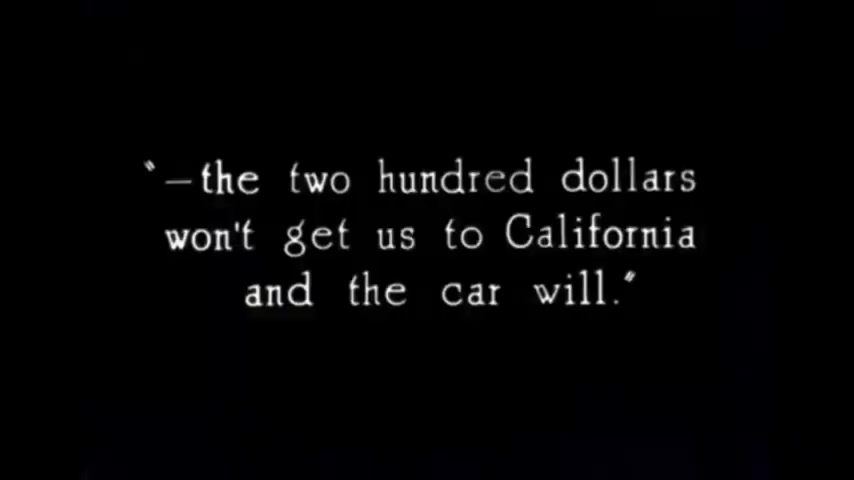 "—the two hundred dollars
won't get us to California
and the car will."